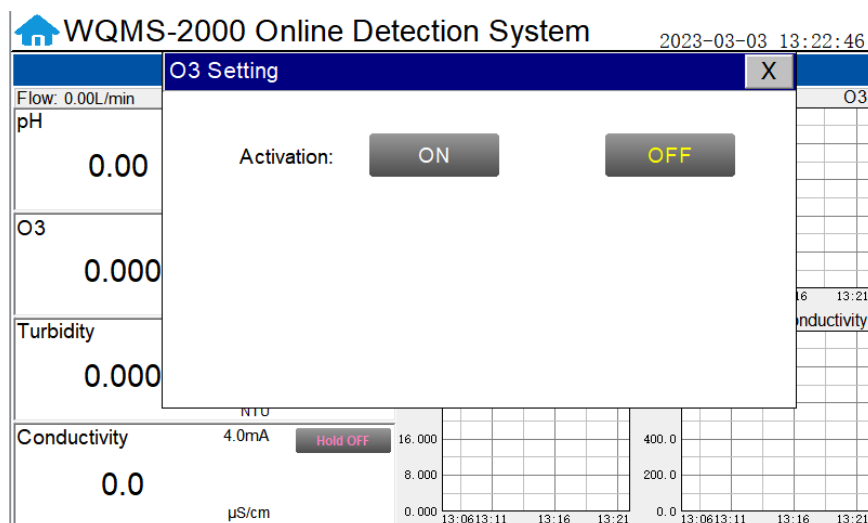 WQMS-2000 Online Detection System
2023-03-03 13:22:46
O3 Setting
X
Flow: 0.00L/min
O3
pH
0.00
Activation:
ON
OFF
O3
0.000
16
13:21
Turbidity
0.000
NTU
Conductivity
4.0mA
Hold OFF
0.0
µS/cm
16.000
8.000
0.000
13:06 13:11 13:16 13:21
400.0
200.0
0.0
13:06 13:11 13:16 13:21